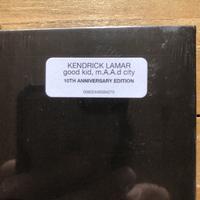 KENDRICK LAMAR
good kid, m.A.A.d city
10TH ANNIVERSARY EDITION